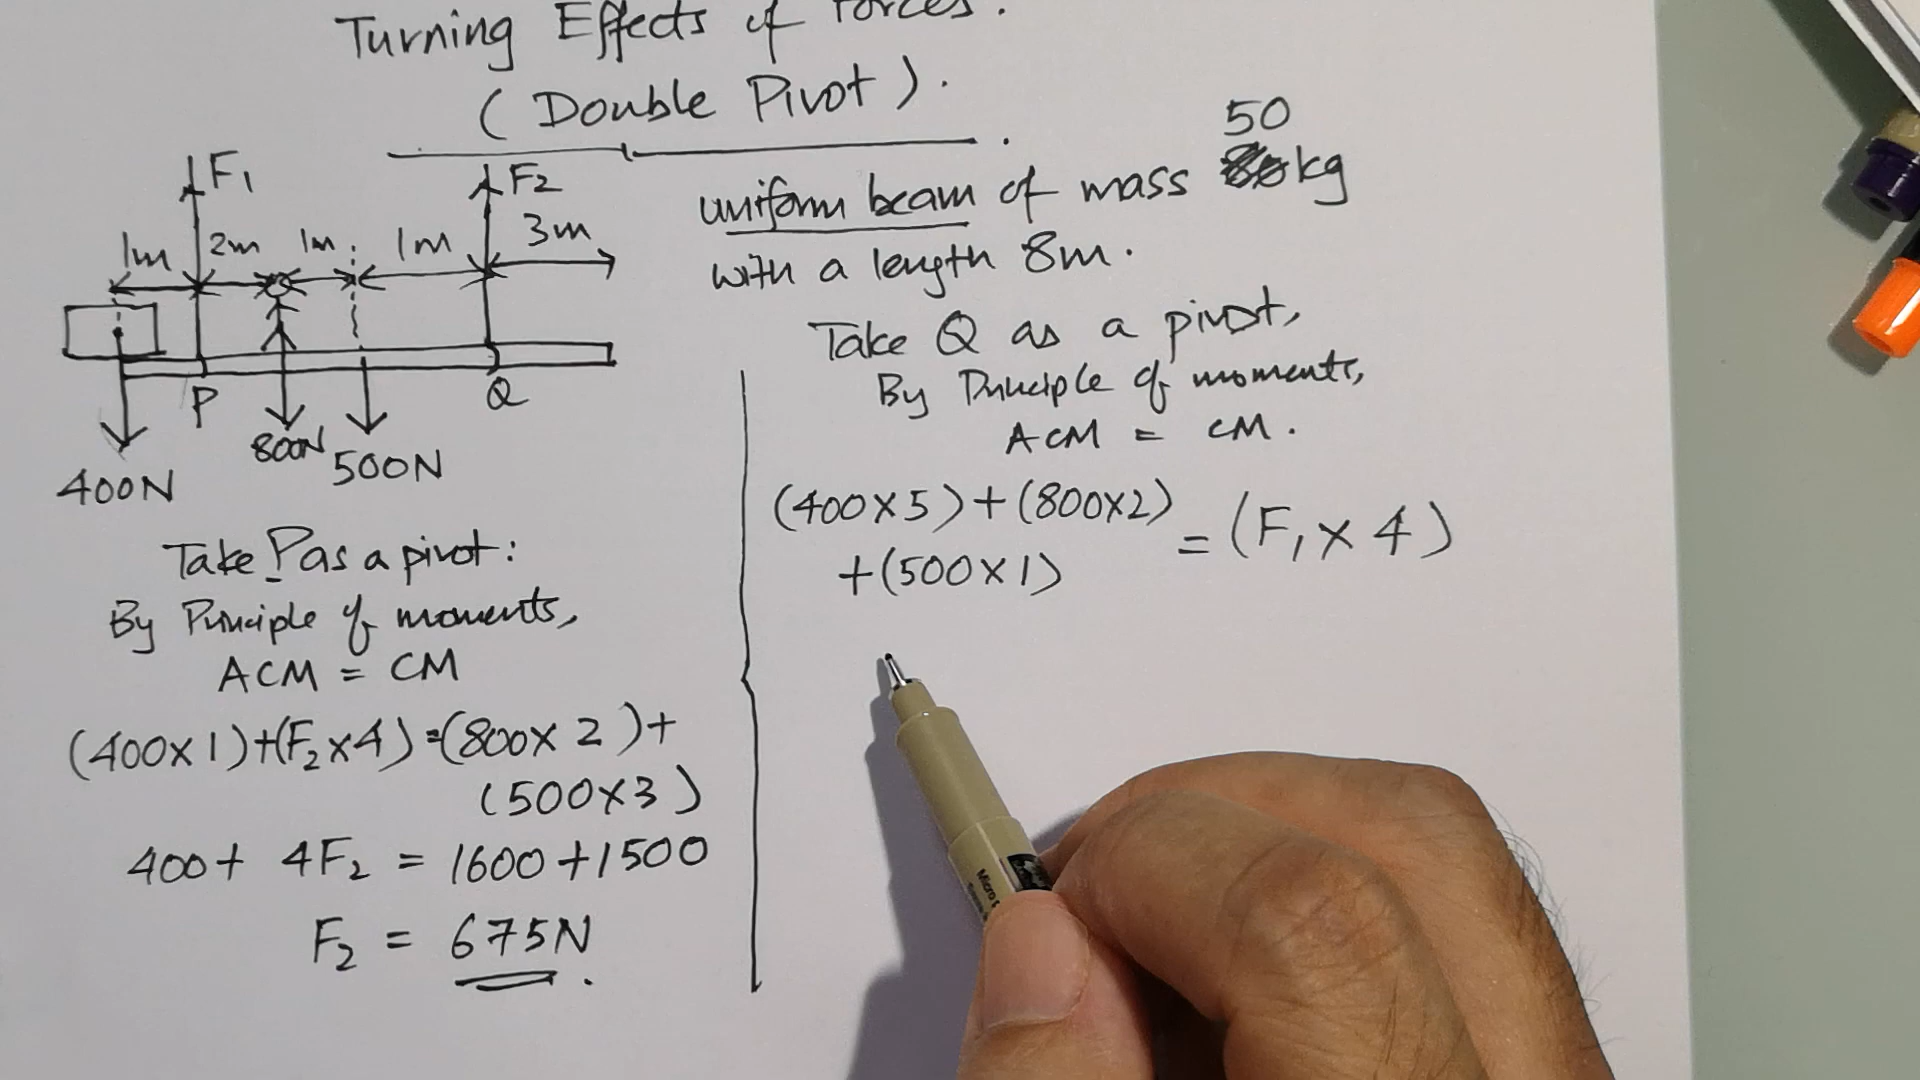 Turning Effects of Forces.
(Double Pivot).
F1
F2
1m 2m 1m 1m 3m
P Q
400N 800N 500N
uniform beam of mass 50 kg
with a length 8m.
Take P as a pivot:
By Principle of moments,
ACM = CM
(400×1)+(F2×4)=(800×2)+
(500×3)
400+ 4F2 = 1600+1500
F2 = 675N.
Take Q as a pivot,
By Principle of moments,
ACM = CM.
(400×5)+(800×2)
+(500×1) = (F1×4)
Micro